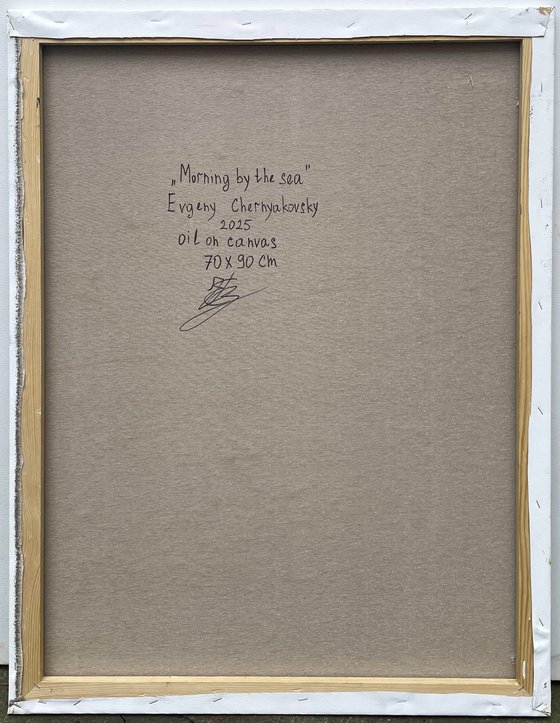 „Morning by the sea"
Evgeny Chernyakovsky
2025
oil on canvas
70 x 90 cm